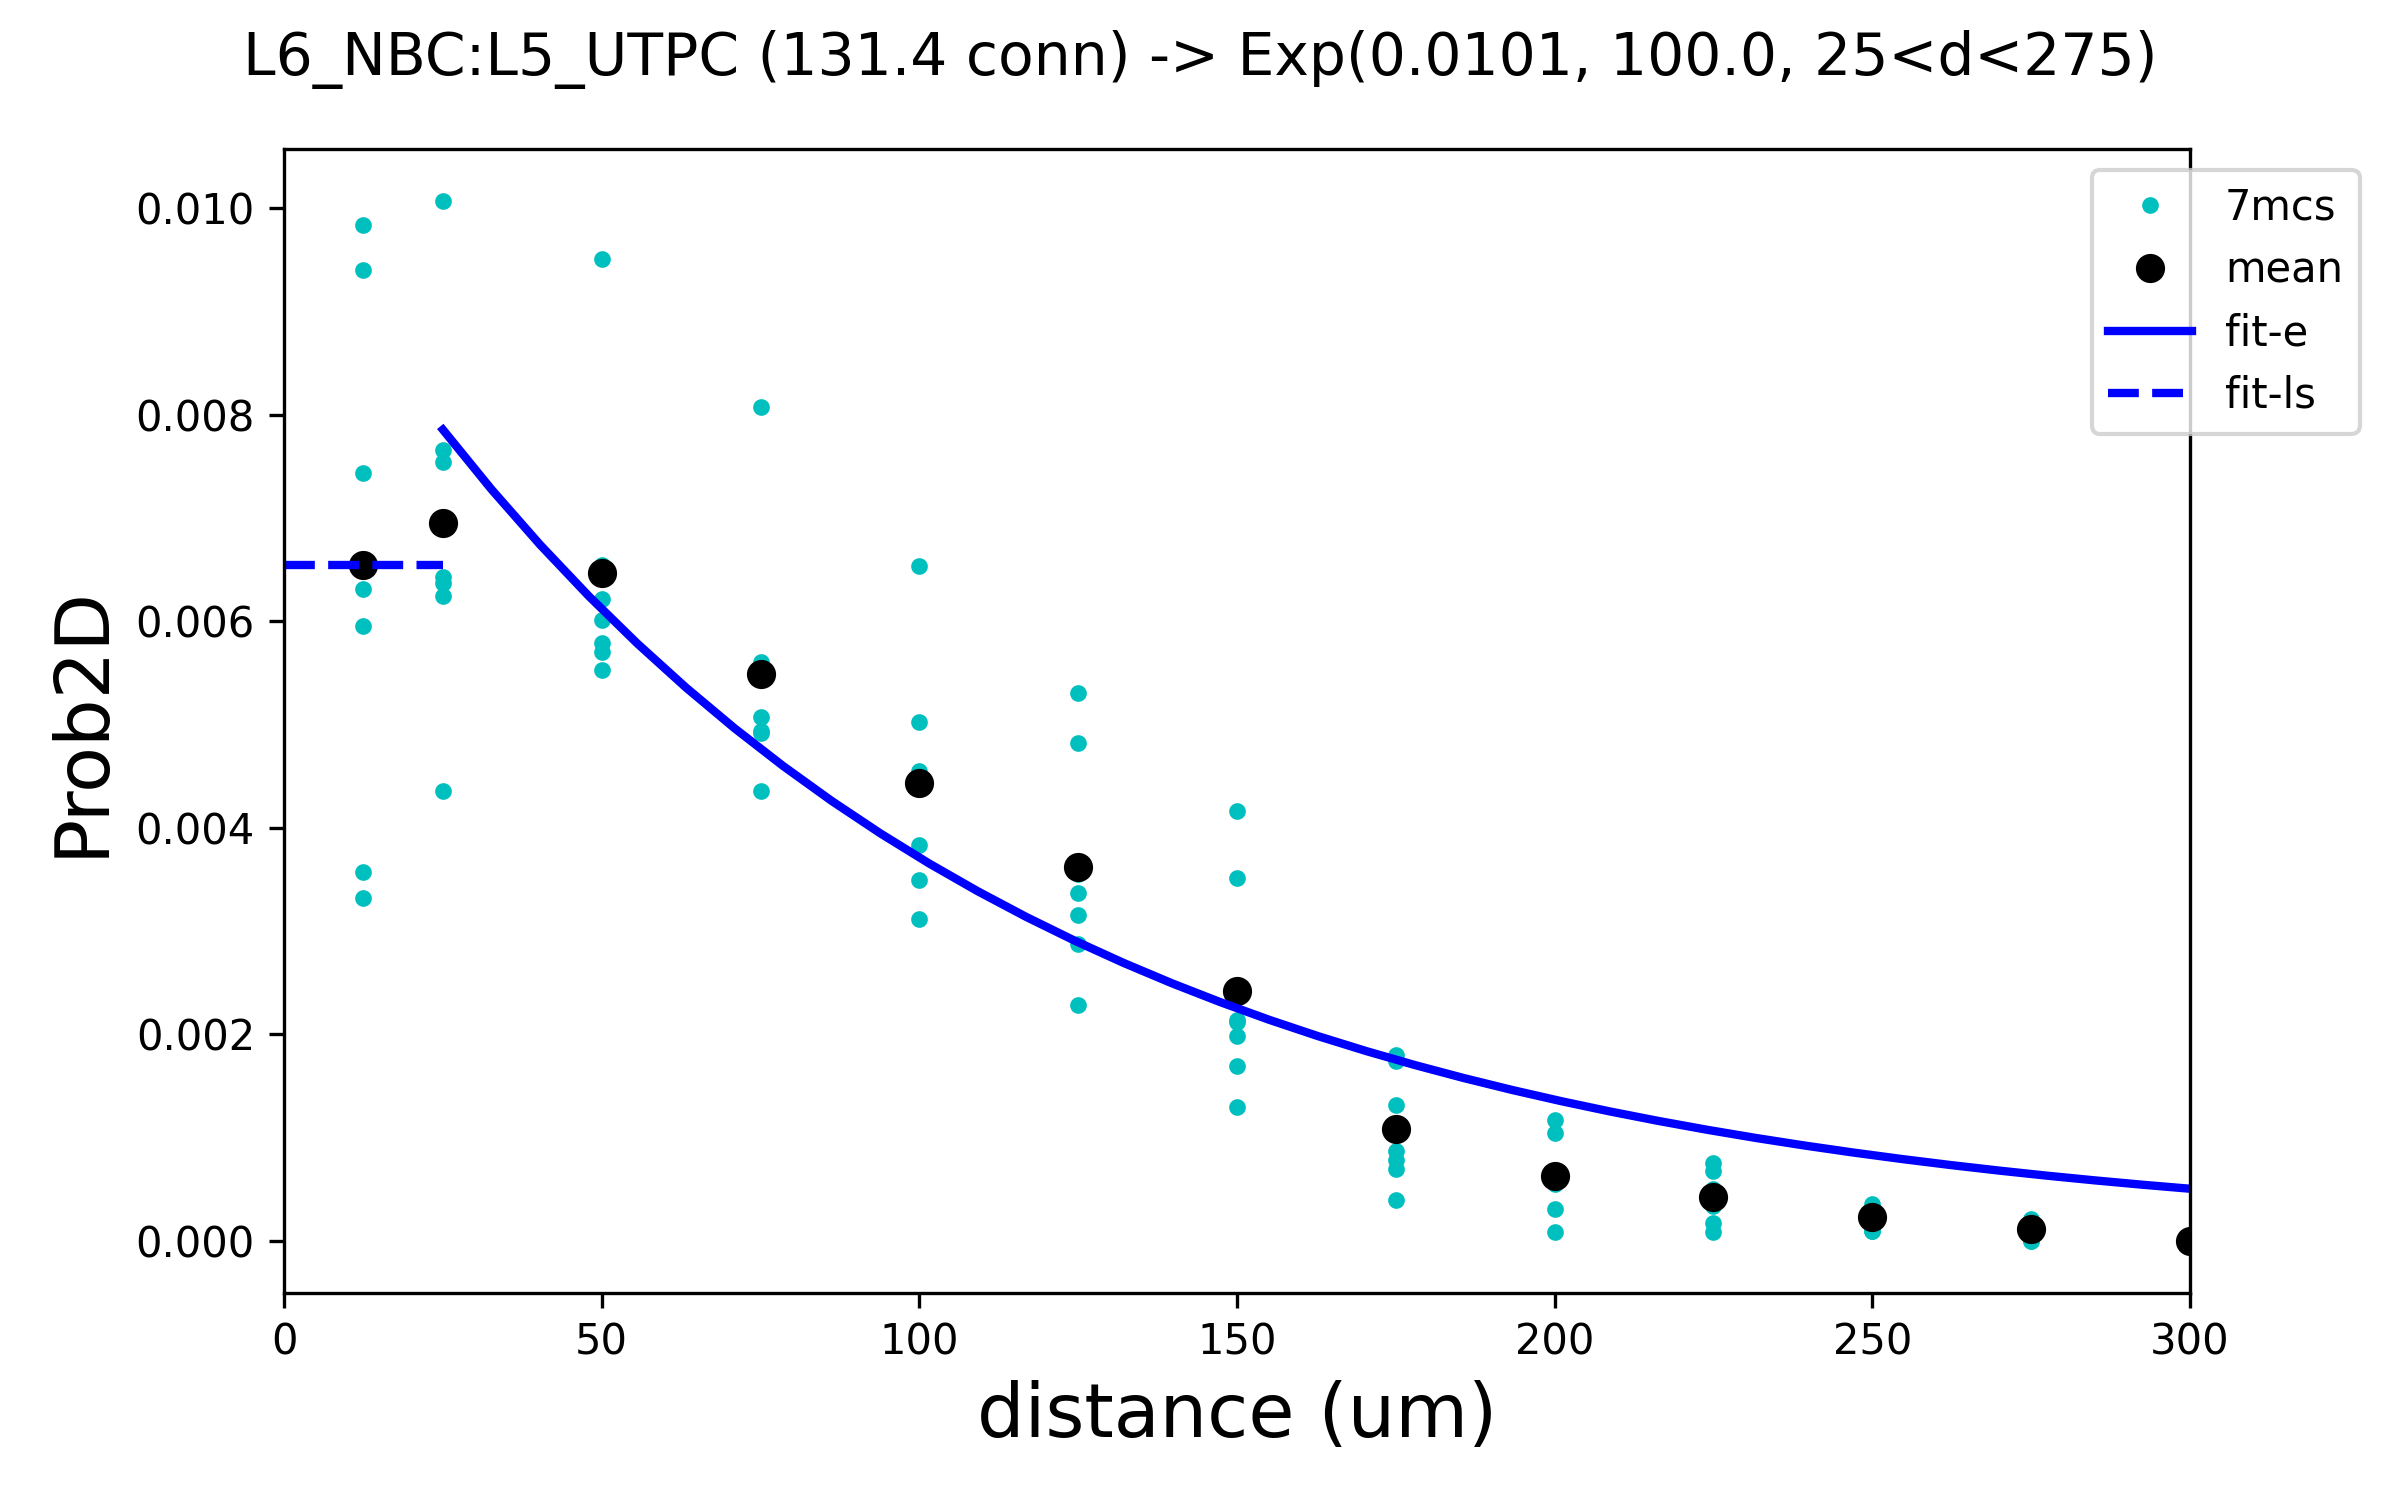 L6_NBC:L5_UTPC (131.4 conn) -> Exp(0.0101, 100.0, 25<d<275)
7mcs
mean
fit-e
fit-ls
Prob2D
0.010
0.008
0.006
0.004
0.002
0.000
0
50
100
150
200
250
300
distance (um)